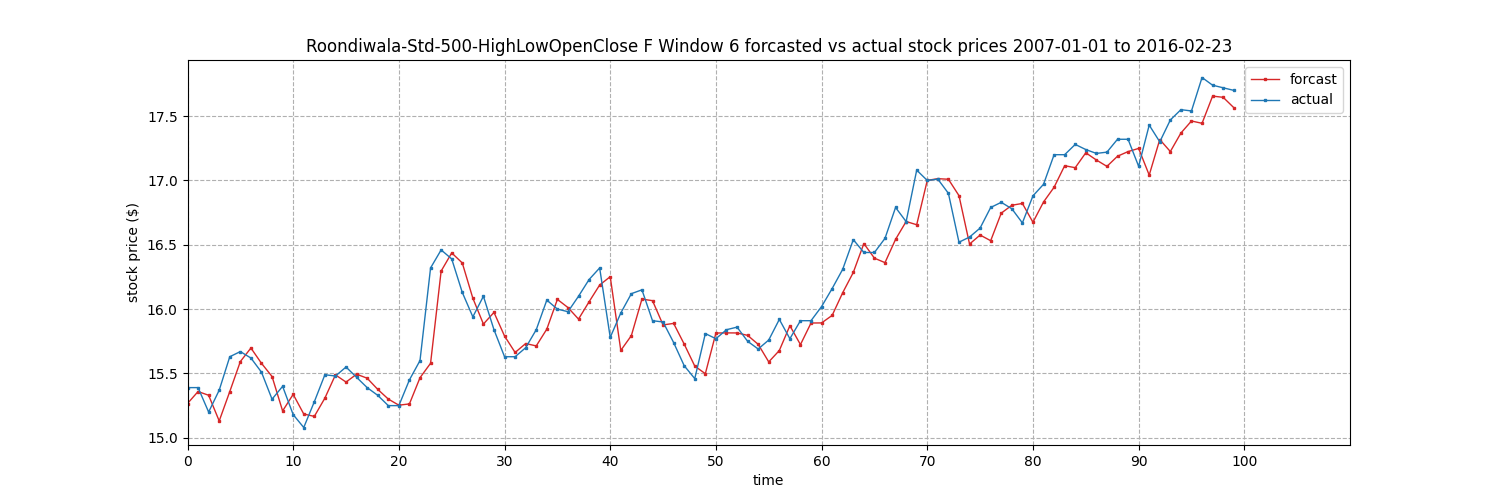 Roondiwala-Std-500-HighLowOpenClose F Window 6 forcasted vs actual stock prices 2007-01-01 to 2016-02-23
forcast
actual
stock price ($)
17.5
17.0
16.5
16.0
15.5
15.0
0 10 20 30 40 50 60 70 80 90 100
time